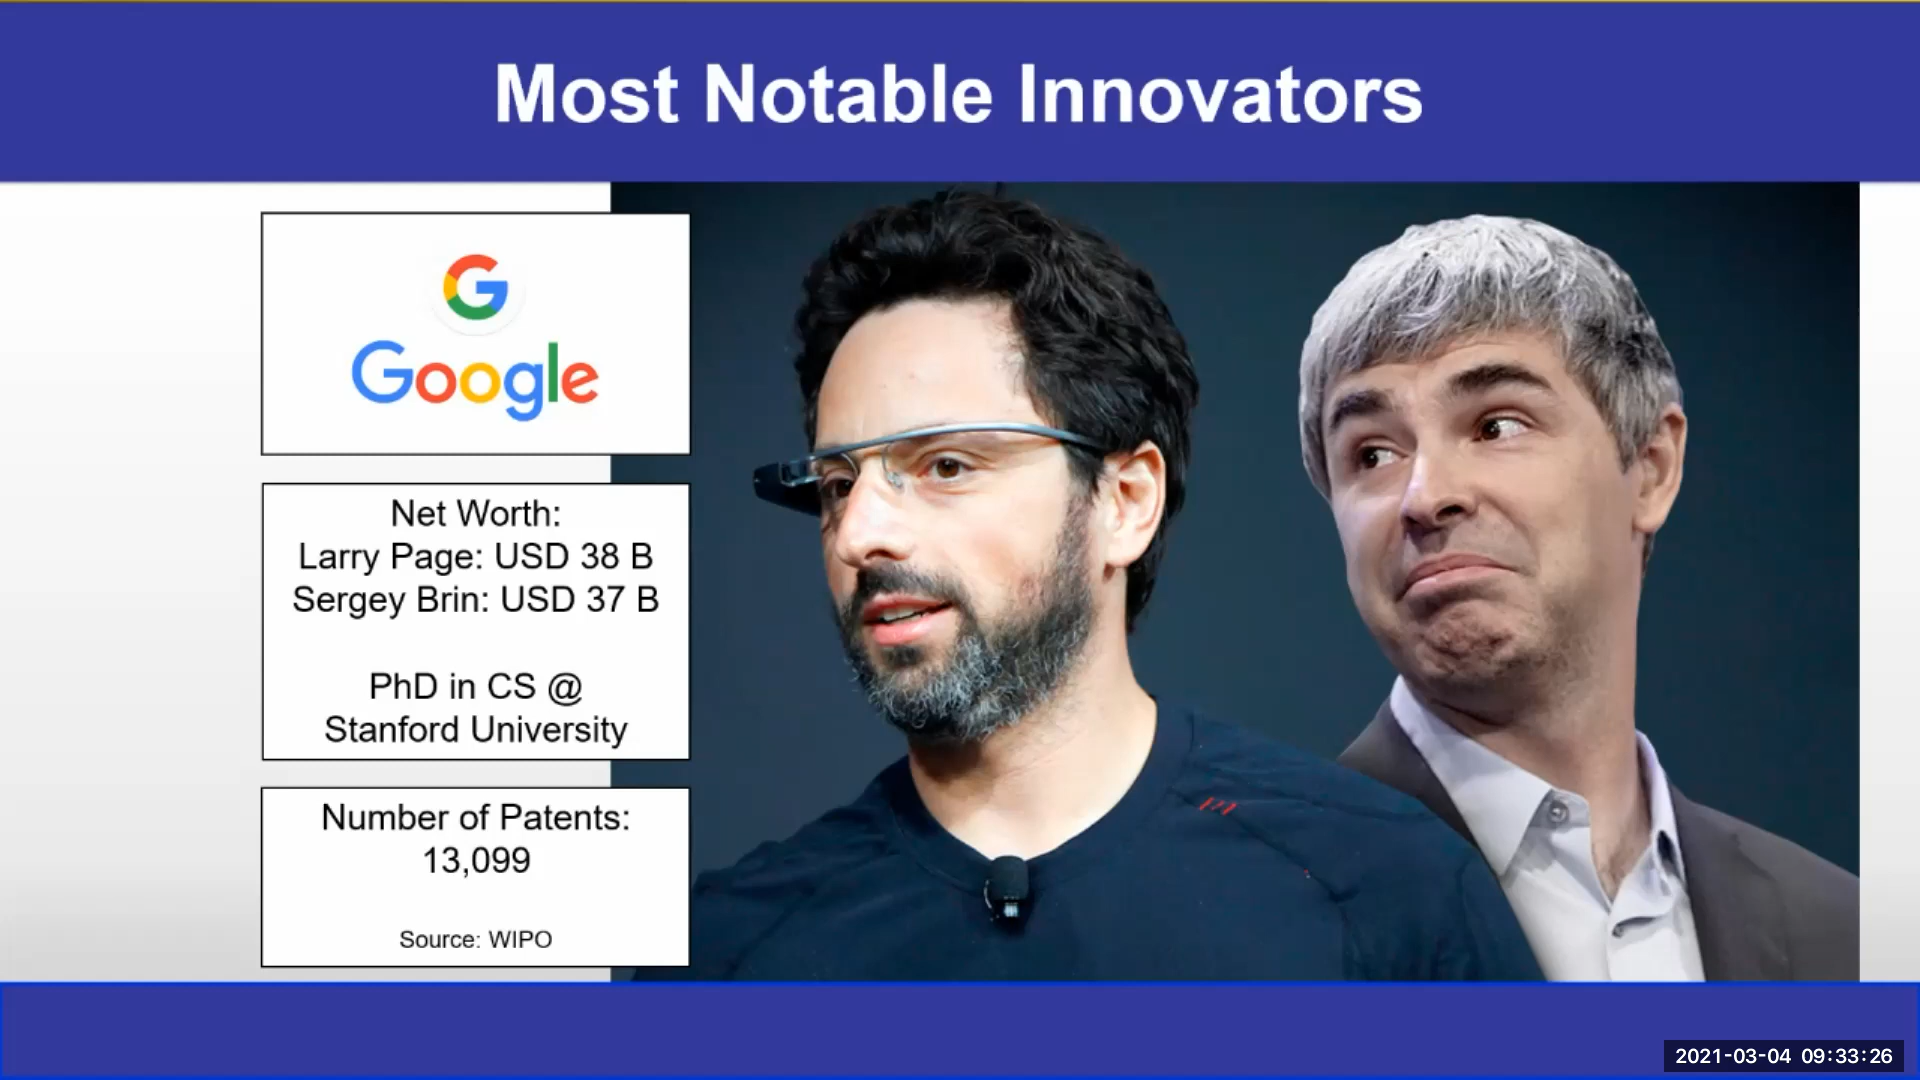 Most Notable Innovators
G
Google
Net Worth:
Larry Page: USD 38 B
Sergey Brin: USD 37 B
PhD in CS @
Stanford University
Number of Patents:
13,099
Source: WIPO
2021-03-04 09:33:26